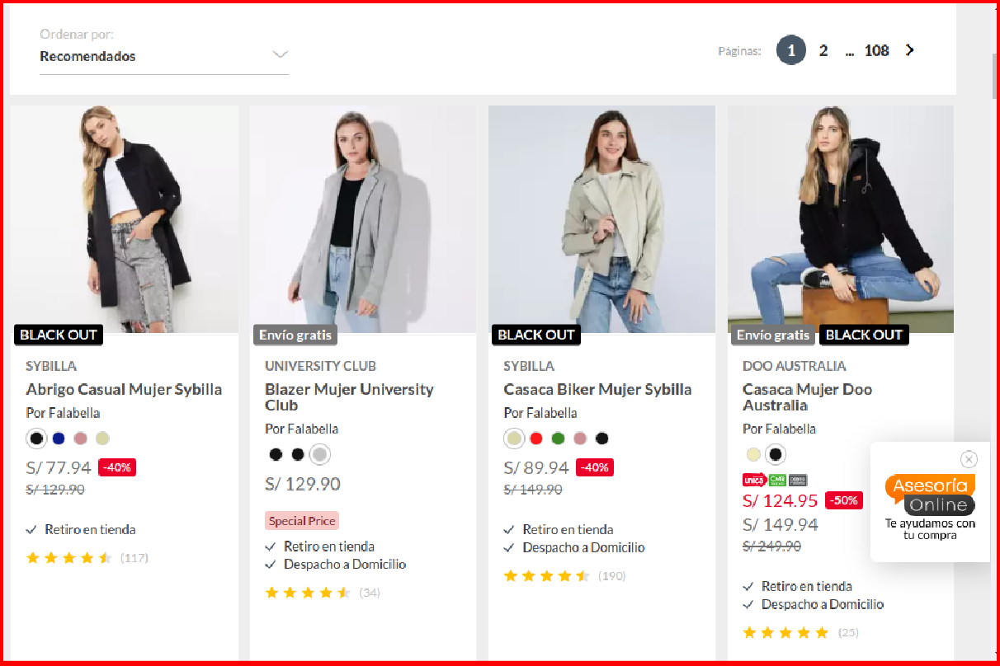 Ordenar por:
Recomendados
Páginas: 1 2 ... 108
BLACK OUT
SYBILLA
Abrigo Casual Mujer Sybilla
Por Falabella
S/ 77.94 -40%
S/ 129.90
Retiro en tienda
(117)
Envío gratis
UNIVERSITY CLUB
Blazer Mujer University
Club
Por Falabella
S/ 129.90
Special Price
Retiro en tienda
Despacho a Domicilio
(34)
BLACK OUT
SYBILLA
Casaca Biker Mujer Sybilla
Por Falabella
S/ 89.94 -40%
S/ 149.90
Retiro en tienda
Despacho a Domicilio
(190)
Envío gratis BLACK OUT
DOO AUSTRALIA
Casaca Mujer Doo
Australia
Por Falabella
unica CMR
S/ 124.95 -50%
S/ 149.94
S/ 249.90
Retiro en tienda
Despacho a Domicilio
(25)
Asesoría
Online
Te ayudamos con
tu compra